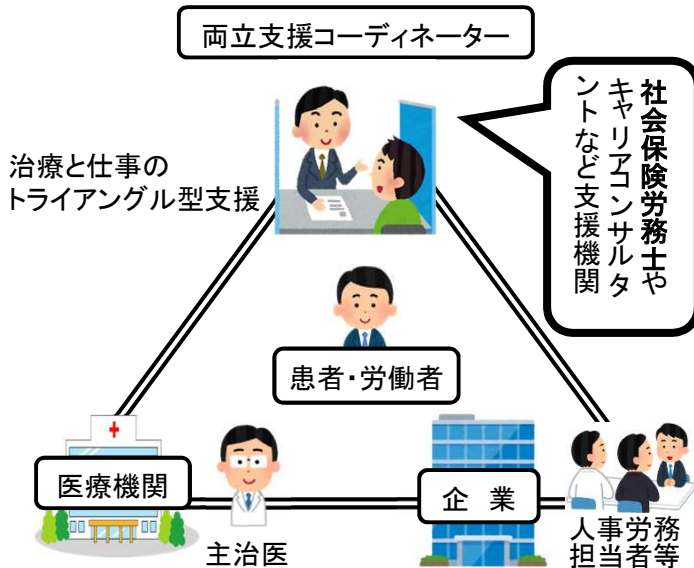 両立支援コーディネーター
社会保険労務士や
キャリアコンサルタ
ントなど支援機関
治療と仕事の
トライアングル型支援
患者・労働者
医療機関
主治医
企　業
人事労務
担当者等